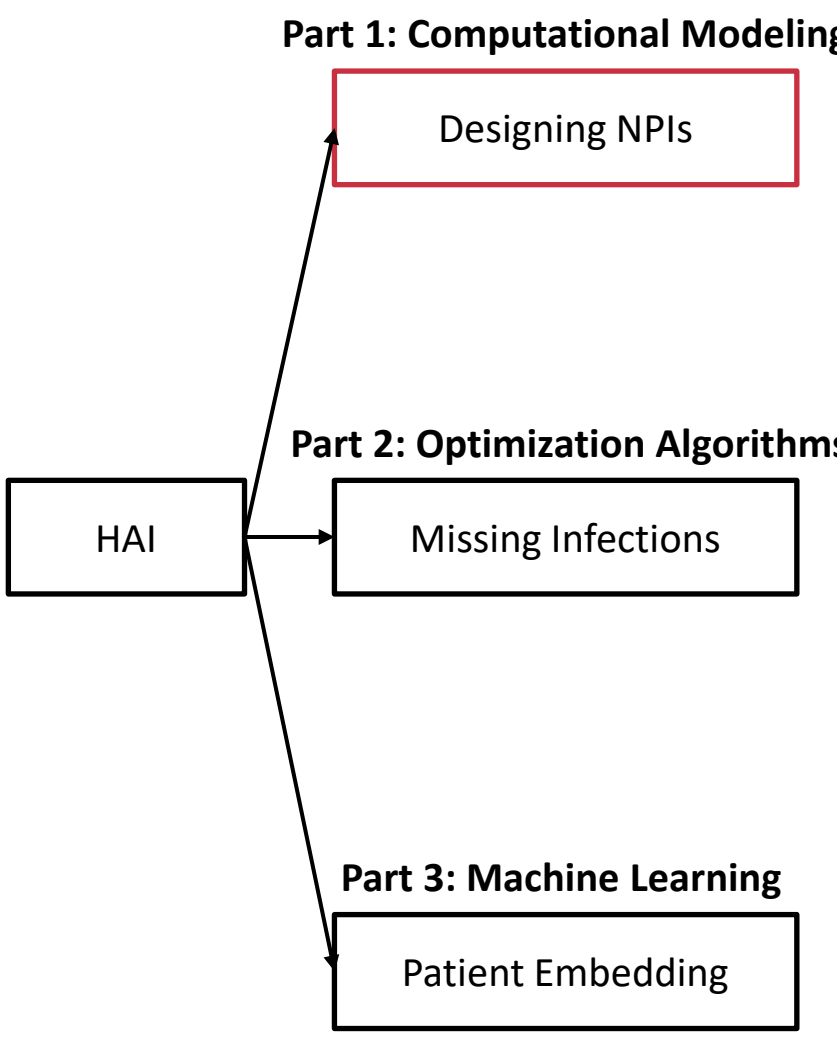 Part 1: Computational Modeling
Designing NPIs
Part 2: Optimization Algorithms
HAI
Missing Infections
Part 3: Machine Learning
Patient Embedding